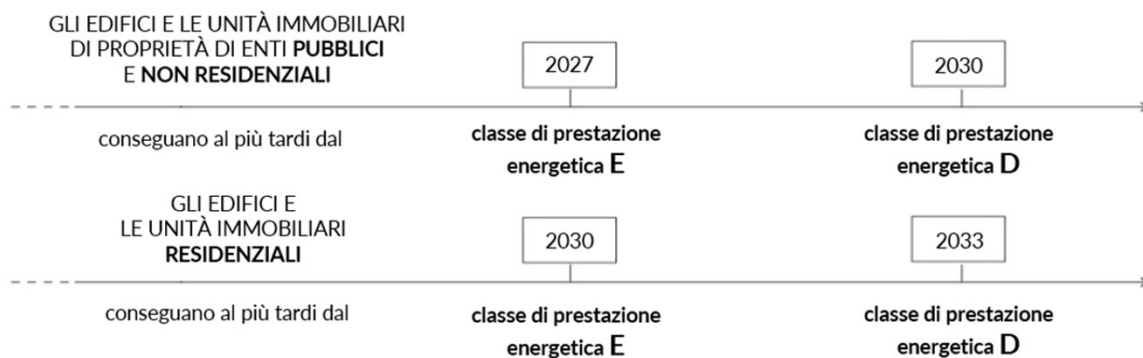 GLI EDIFICI E LE UNITÀ IMMOBILIARI
DI PROPRIETÀ DI ENTI PUBBLICI
E NON RESIDENZIALI
2027
2030
conseguano al più tardi dal
classe di prestazione
energetica E
classe di prestazione
energetica D
GLI EDIFICI E
LE UNITÀ IMMOBILIARI
RESIDENZIALI
2030
2033
conseguano al più tardi dal
classe di prestazione
energetica E
classe di prestazione
energetica D